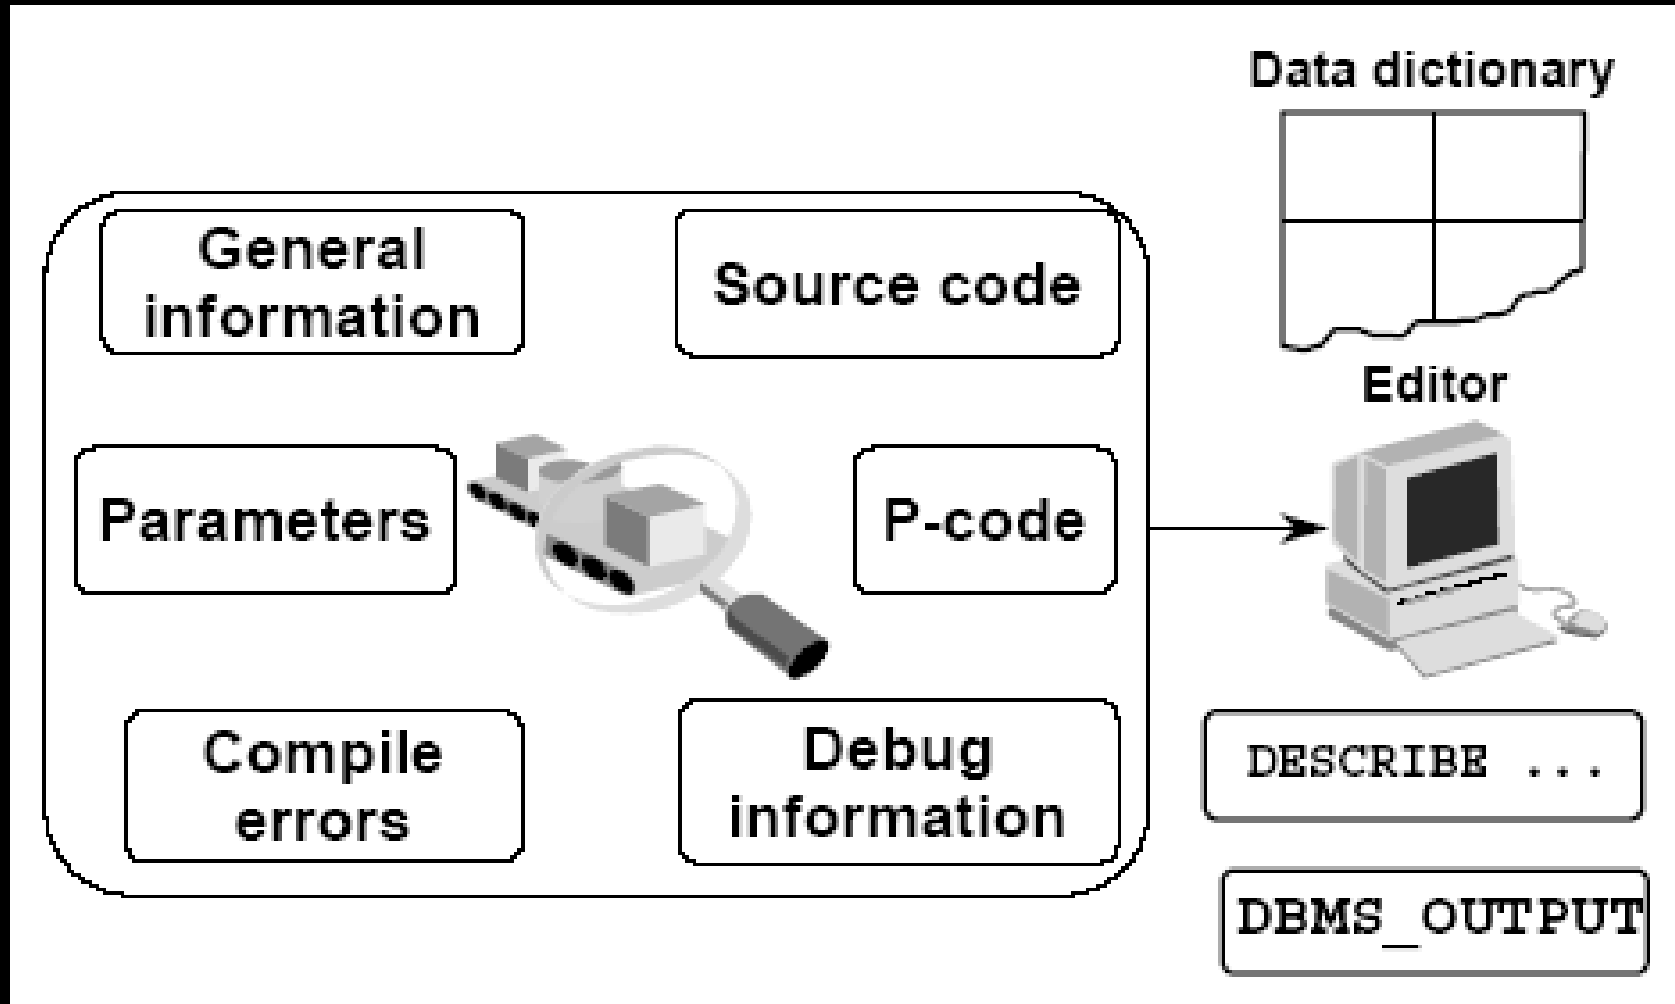 Data dictionary
General
information
Source code
Editor
Parameters
P-code
Compile
errors
Debug
information
DESCRIBE ...
DBMS_OUTPUT